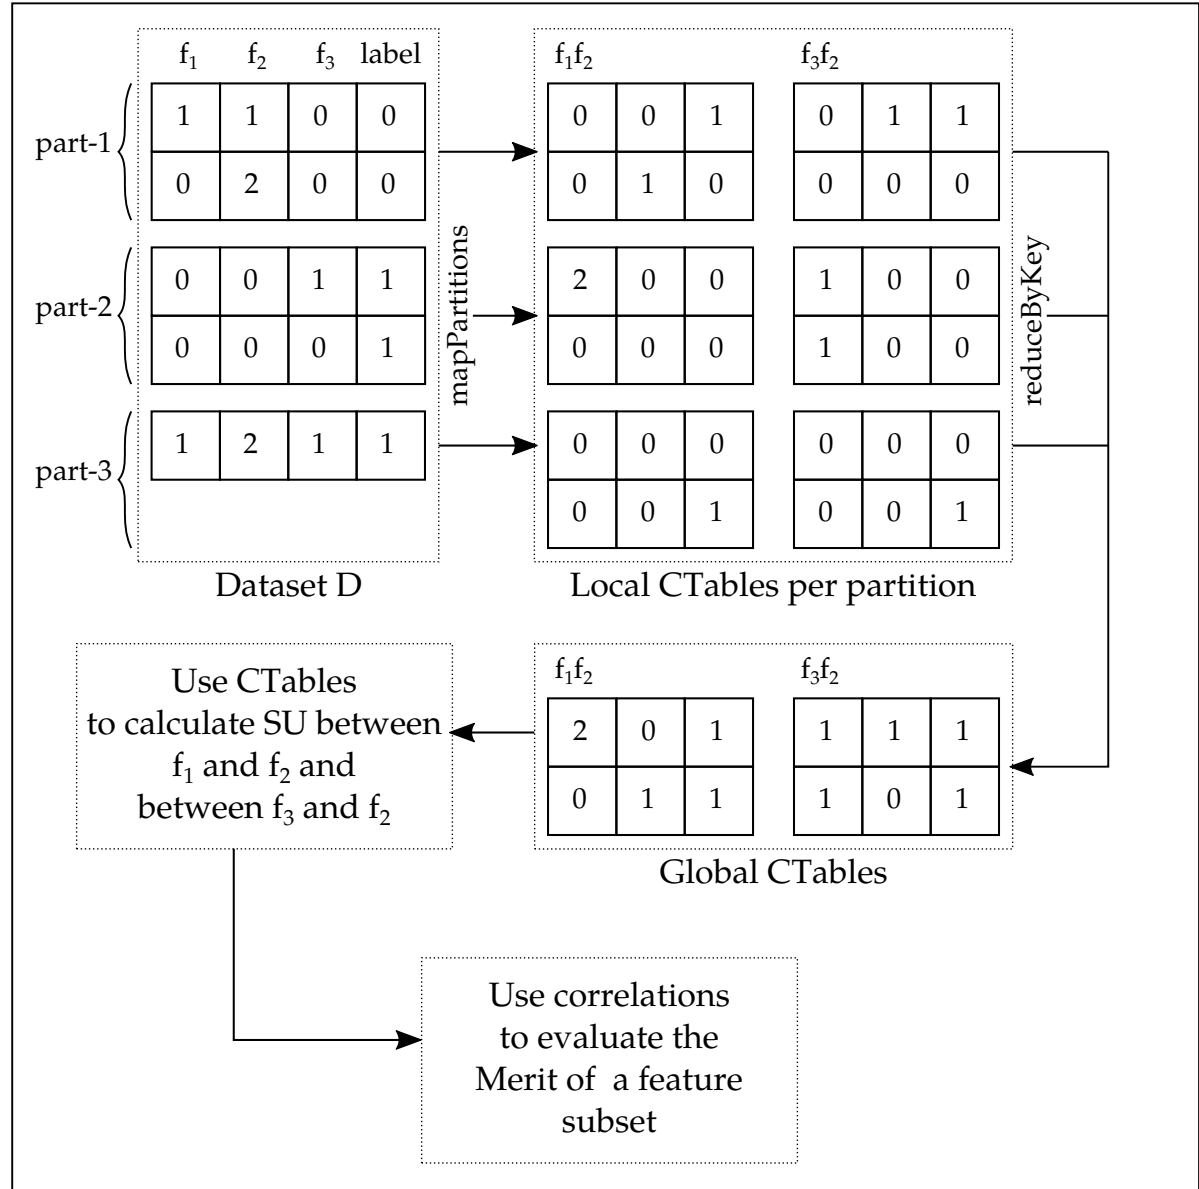 f1 f2 f3 label
f1f2 f3f2
part-1
1 1 0 0
0 2 0 0
0 0 1
0 1 0
0 1 1
0 0 0
part-2
0 0 1 1
0 0 0 1
mapPartitions
2 0 0
0 0 0
1 0 0
1 0 0
reduceByKey
part-3
1 2 1 1
0 0 0
0 0 1
0 0 0
0 0 1
Dataset D
Local CTables per partition
Use CTables
to calculate SU between
f1 and f2 and
between f3 and f2
f1f2 f3f2
2 0 1
0 1 1
1 1 1
1 0 1
Global CTables
Use correlations
to evaluate the
Merit of a feature
subset